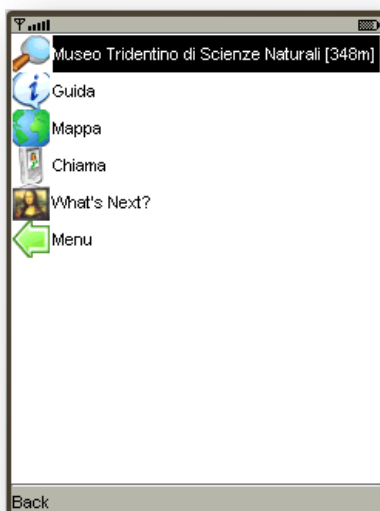 Museo Tridentino di Scienze Naturali [348m]
Guida
Mappa
Chiama
What's Next?
Menu
Back